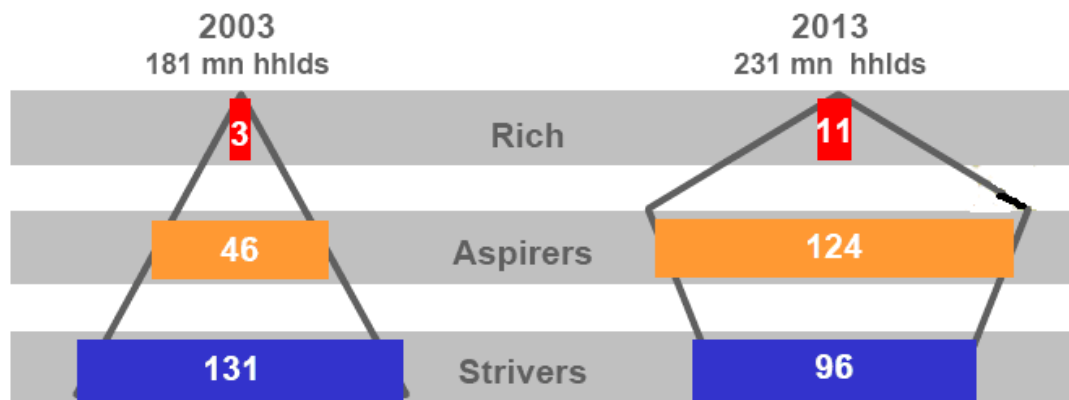 2003 2013
181 mn hhlds 231 mn hhlds
3 Rich 11
46 Aspirers 124
131 Strivers 96